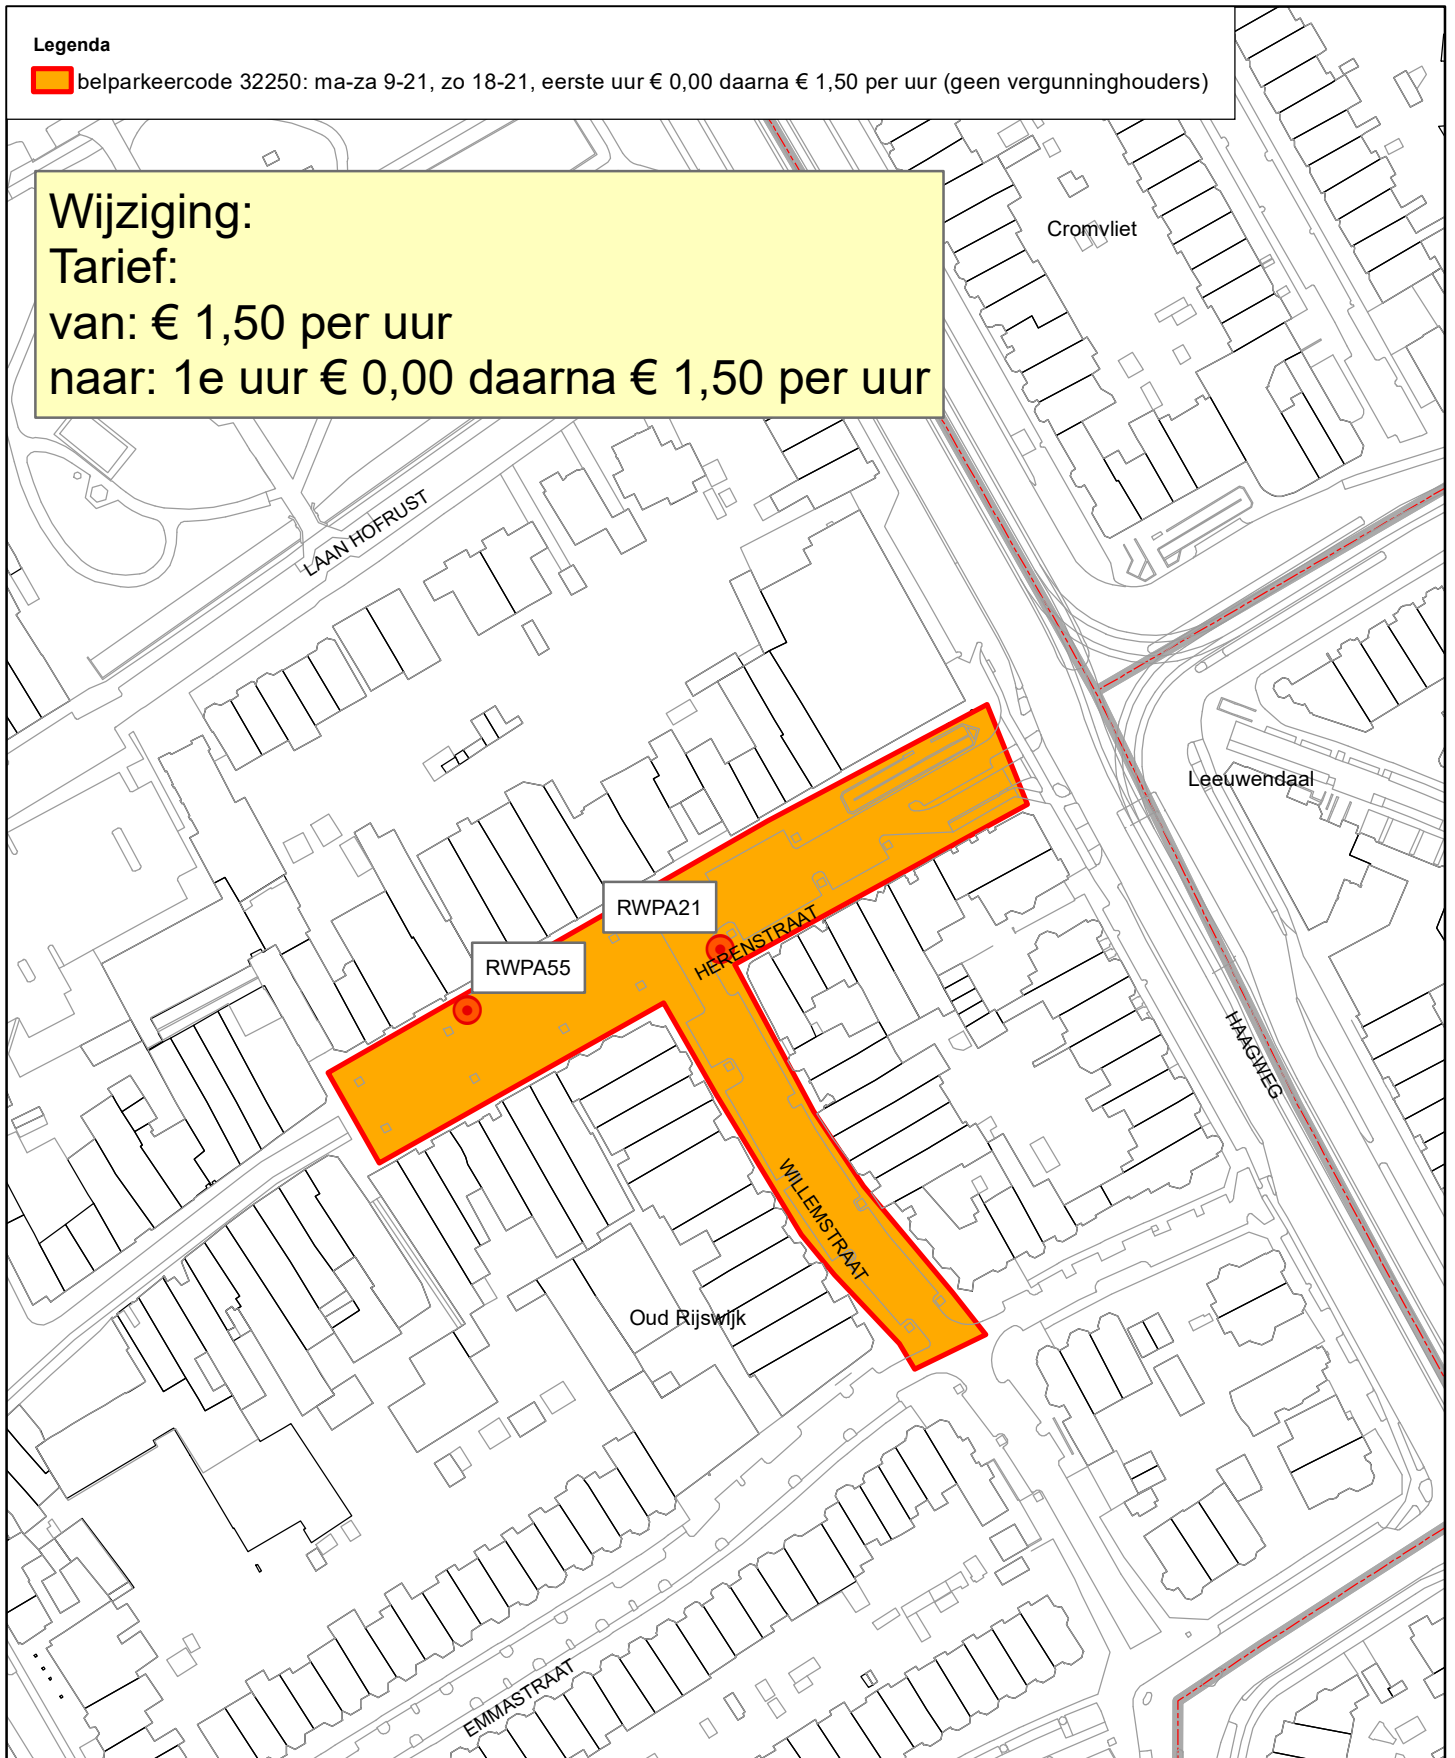 Legenda
belparkeercode 32250: ma-za 9-21, zo 18-21, eerste uur € 0,00 daarna € 1,50 per uur (geen vergunninghouders)
Wijziging:
Tarief:
van: € 1,50 per uur
naar: 1e uur € 0,00 daarna € 1,50 per uur
Cromvliet
LAAN HOFRUST
Leeuwendaal
RWPA21
HERENSTRAAT
RWPA55
HAAGWEG
WILLEMSTRAAT
Oud Rijswijk
EMMASTRAAT